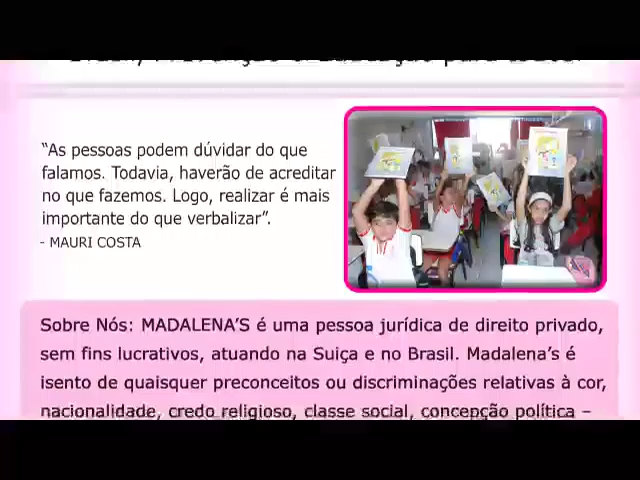 “As pessoas podem dúvidar do que
falamos. Todavia, haverão de acreditar
no que fazemos. Logo, realizar é mais
importante do que verbalizar”.
- MAURI COSTA
Sobre Nós: MADALENA’S é uma pessoa jurídica de direito privado,
sem fins lucrativos, atuando na Suiça e no Brasil. Madalena’s é
isento de quaisquer preconceitos ou discriminações relativas à cor,
nacionalidade, credo religioso, classe social, concepção política –